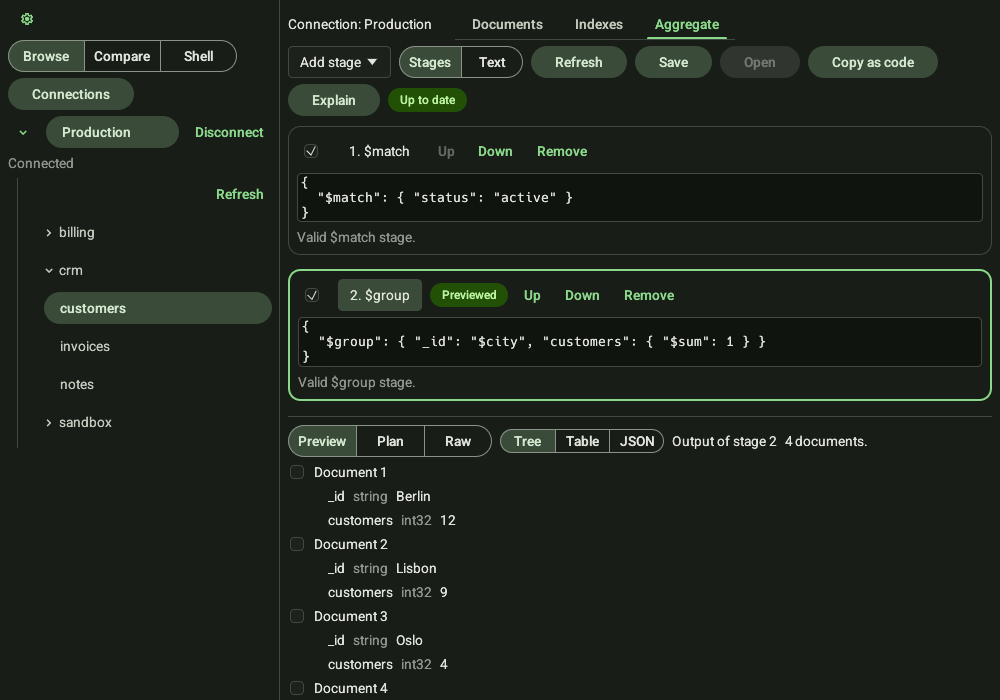 Browse Compare Shell
Connections
Production Disconnect
Connected
Refresh
billing
crm
customers
invoices
notes
sandbox
Connection: Production Documents Indexes Aggregate
Add stage Stages Text Refresh Save Open Copy as code
Explain Up to date
1. $match Up Down Remove
{
"$match": { "status": "active" }
}
Valid $match stage.
2. $group Previewed Up Down Remove
{
"$group": { "_id": "$city", "customers": { "$sum": 1 } }
}
Valid $group stage.
Preview Plan Raw Tree Table JSON Output of stage 2 4 documents.
Document 1
_id string Berlin
customers int32 12
Document 2
_id string Lisbon
customers int32 9
Document 3
_id string Oslo
customers int32 4
Document 4